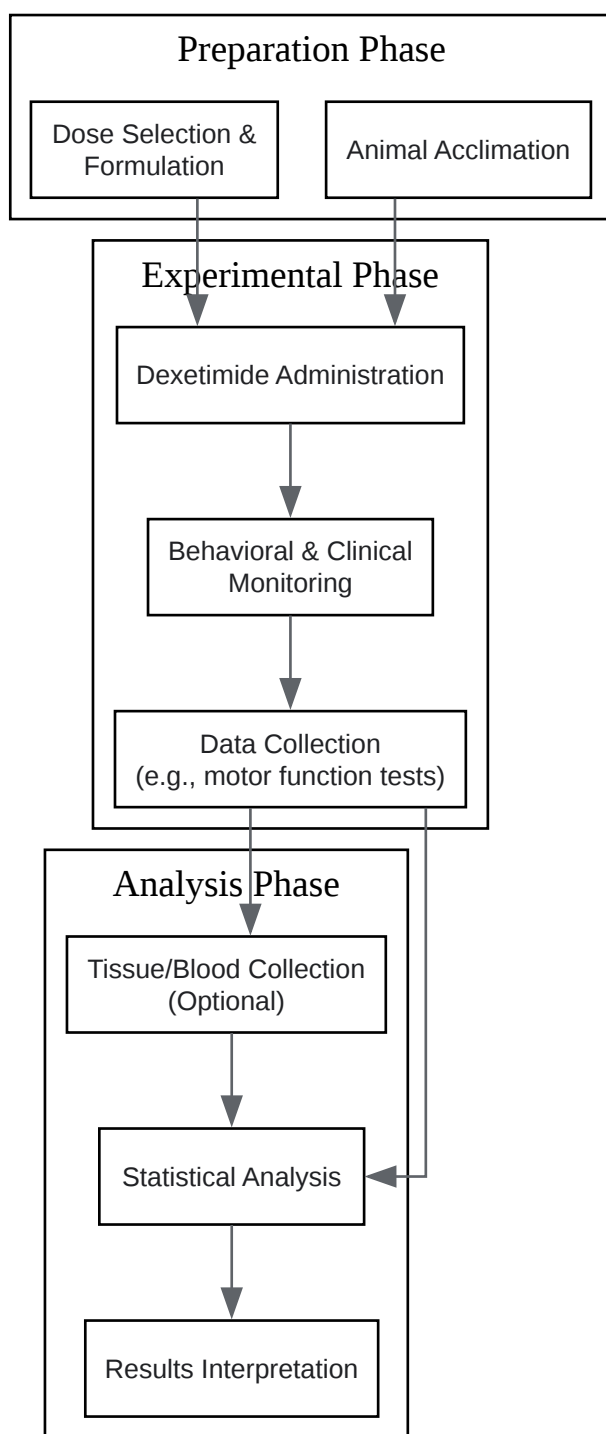 Preparation Phase
Dose Selection &
Formulation
Animal Acclimation
Experimental Phase
Dexetimide Administration
Behavioral & Clinical
Monitoring
Data Collection
(e.g., motor function tests)
Analysis Phase
Tissue/Blood Collection
(Optional)
Statistical Analysis
Results Interpretation